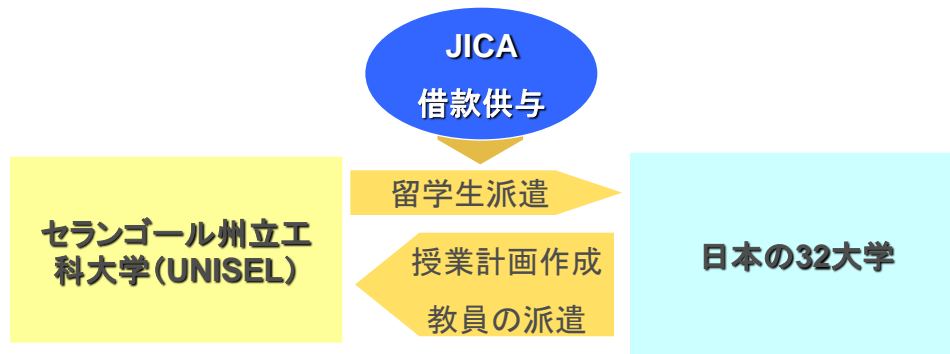 JICA
借款供与
留学生派遣
セランゴール州立工
科大学（UNISEL）
授業計画作成
教員の派遣
日本の32大学